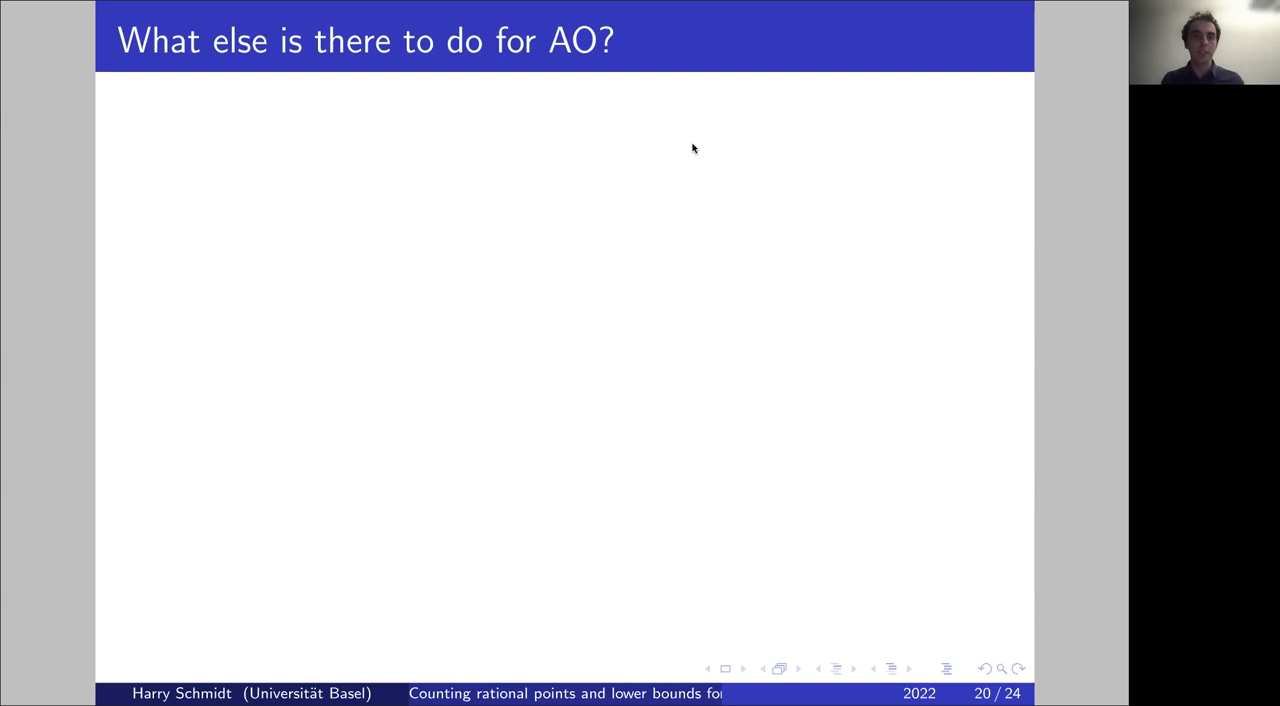 What else is there to do for AO?
Harry Schmidt (Universität Basel)
Counting rational points and lower bounds for
2022
20 / 24